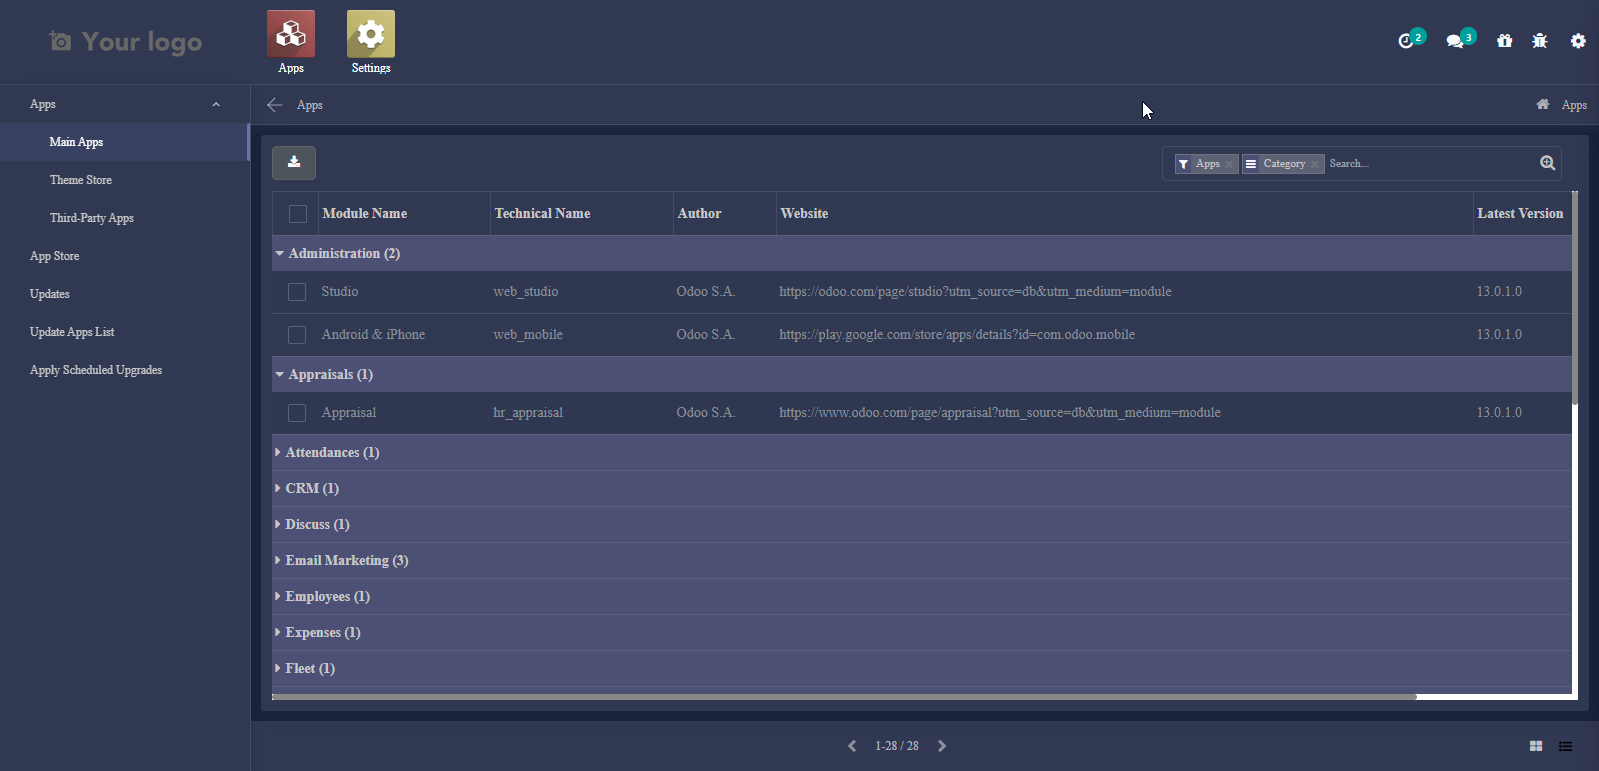 Your logo
Apps
Settings
2
3
Apps
Main Apps
Theme Store
Third-Party Apps
App Store
Updates
Update Apps List
Apply Scheduled Upgrades
Apps
Apps
Apps Category Search...
Module Name Technical Name Author Website Latest Version
Administration (2)
Studio web_studio Odoo S.A. https://odoo.com/page/studio?utm_source=db&utm_medium=module 13.0.1.0
Android & iPhone web_mobile Odoo S.A. https://play.google.com/store/apps/details?id=com.odoo.mobile 13.0.1.0
Appraisals (1)
Appraisal hr_appraisal Odoo S.A. https://www.odoo.com/page/appraisal?utm_source=db&utm_medium=module 13.0.1.0
Attendances (1)
CRM (1)
Discuss (1)
Email Marketing (3)
Employees (1)
Expenses (1)
Fleet (1)
1-28 / 28